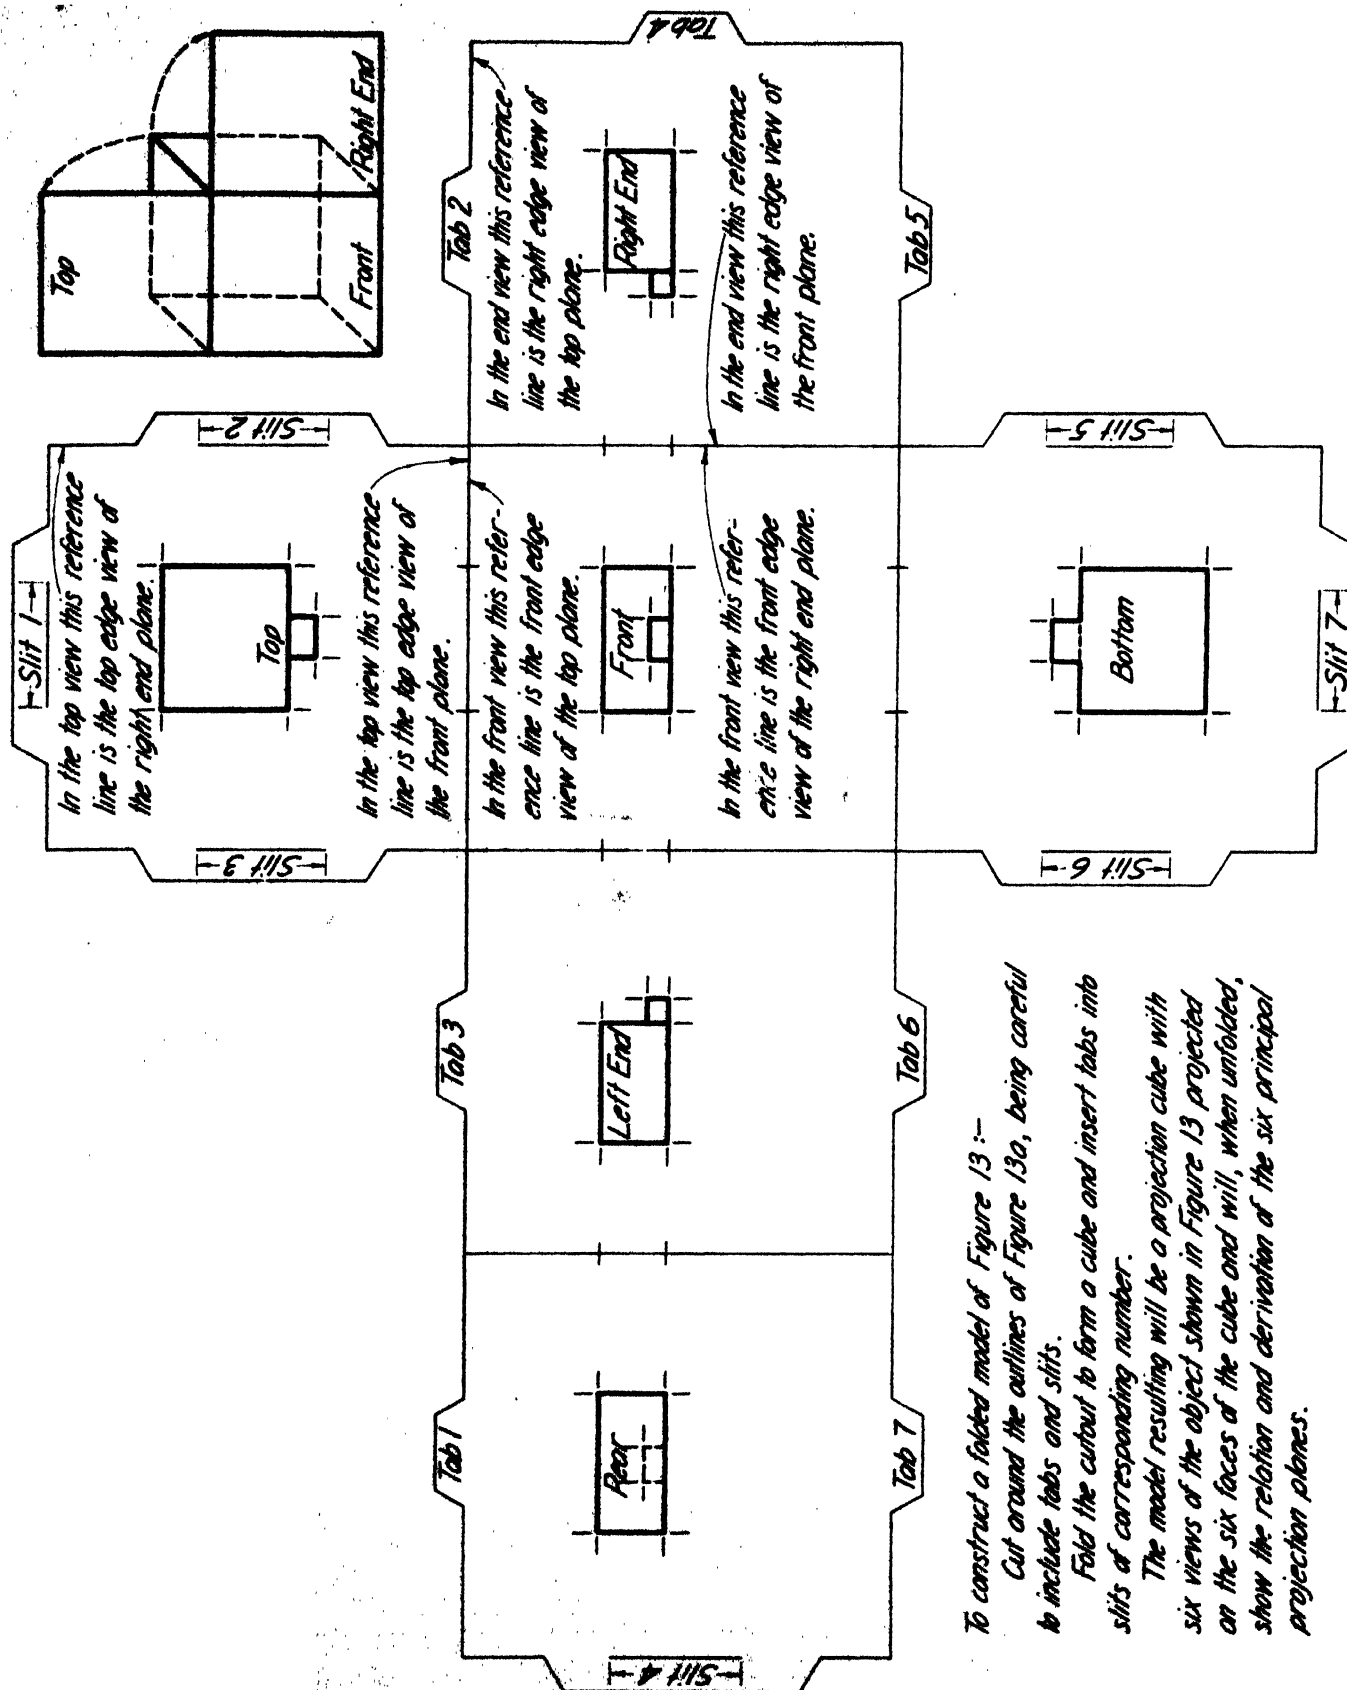 Top
Front
Right End
Slit 1
Slit 2
Slit 3
In the top view this reference
line is the top edge view of
the right end plane.
Top
In the top view this reference
line is the top edge view of
the front plane.
Tab 1
Tab 3
Tab 2
Tab 4
Slit 4
Rear
Left End
In the front view this refer-
ence line is the front edge
view of the top plane.
Front
In the front view this refer-
ence line is the front edge
view of the right end plane.
In the end view this reference
line is the right edge view of
the top plane.
Right End
In the end view this reference
line is the right edge view of
the front plane.
Tab 7
Tab 6
Tab 5
Slit 6
Slit 5
Bottom
Slit 7
To construct a folded model of Figure 13:-
Cut around the outlines of Figure 13a, being careful
to include tabs and slits.
Fold the cutout to form a cube and insert tabs into
slits of corresponding number.
The model resulting will be a projection cube with
six views of the object shown in Figure 13 projected
on the six faces of the cube and will, when unfolded,
show the relation and derivation of the six principal
projection planes.